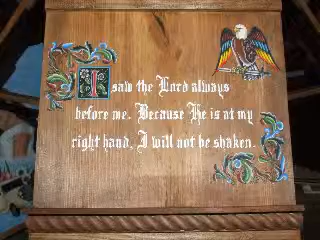 I saw the Lord always
before me. Because He is at my
right hand, I will not be shaken.